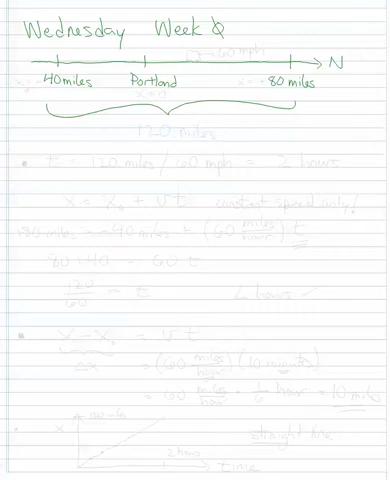 Wednesday Week 0
60 mph
N
-40 miles Portland 80 miles
x = 0
120 miles
t = 120 miles / 60 mph = 2 hours
x = x₀ + vt constant speed only!
80 miles = -40 miles + (60 miles/hour) t
80 + 40 = 60 t
120/60 = t hours ✓
x - x₀ = vt
Δx = (60 miles/hour) (10 minutes)
= 60 miles/hour · 1/6 hour = 10 miles
x
straight line
2 hours
time